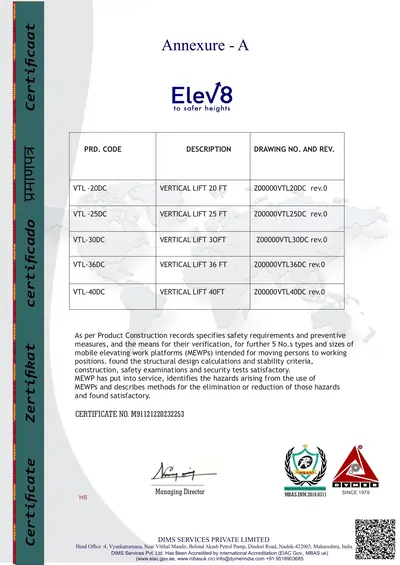 Annexure - A
Elev8
to safer heights
PRD. CODE DESCRIPTION DRAWING NO. AND REV.
VTL -20DC VERTICAL LIFT 20 FT Z00000VTL20DC rev.0
VTL -25DC VERTICAL LIFT 25 FT Z00000VTL25DC rev.0
VTL-30DC VERTICAL LIFT 30FT Z00000VTL30DC rev.0
VTL-36DC VERTICAL LIFT 36 FT Z00000VTL36DC rev.0
VTL-40DC VERTICAL LIFT 40FT Z00000VTL40DC rev.0
As per Product Construction records specifies safety requirements and preventive
measures, and the means for their verification, for further 5 No.s types and sizes of
mobile elevating work platforms (MEWPs) intended for moving persons to working
positions. found the structural design calculations and stability criteria,
construction, safety examinations and security tests satisfactory.
MEWP has put into service, identifies the hazards arising from the use of
MEWPs and describes methods for the elimination or reduction of those hazards
and found satisfactory.
CERTIFICATE NO. M91121220232253
Managing Director
HS
MBAS.INM.2018.0311
DYMER
SINCE 1979
DIMS SERVICES PRIVATE LIMITED
Head Office :4, Vyankatramana, Near Vitthal Mandir, Behind Akash Petrol Pump, Dindori Road, Nashik-422003, Maharashtra, India
DIMS Services Pvt. Ltd. Has Been Accredited by international Accreditation (EIAC Gov., MBAS uk)
(www.eiac.gov.ae, www.mbasuk.co) info@dymerindia.com +91 9518903685
Certificate Zertifikat certificado प्रमाणपत्र Certificaat